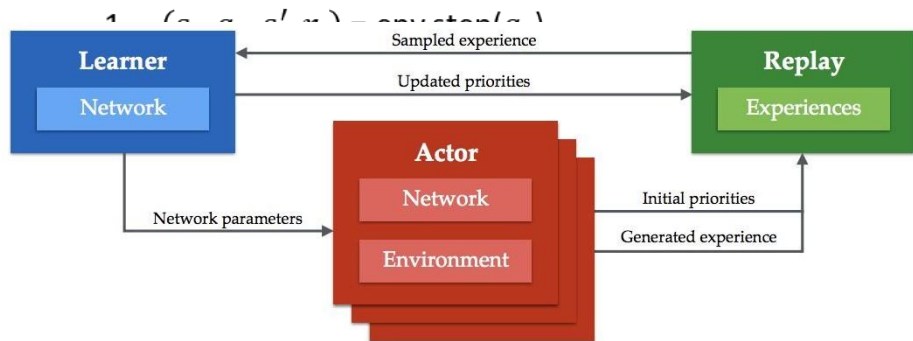 Sampled experience
Learner
Replay
Updated priorities
Network
Experiences
Actor
Network
Initial priorities
Network parameters
Generated experience
Environment